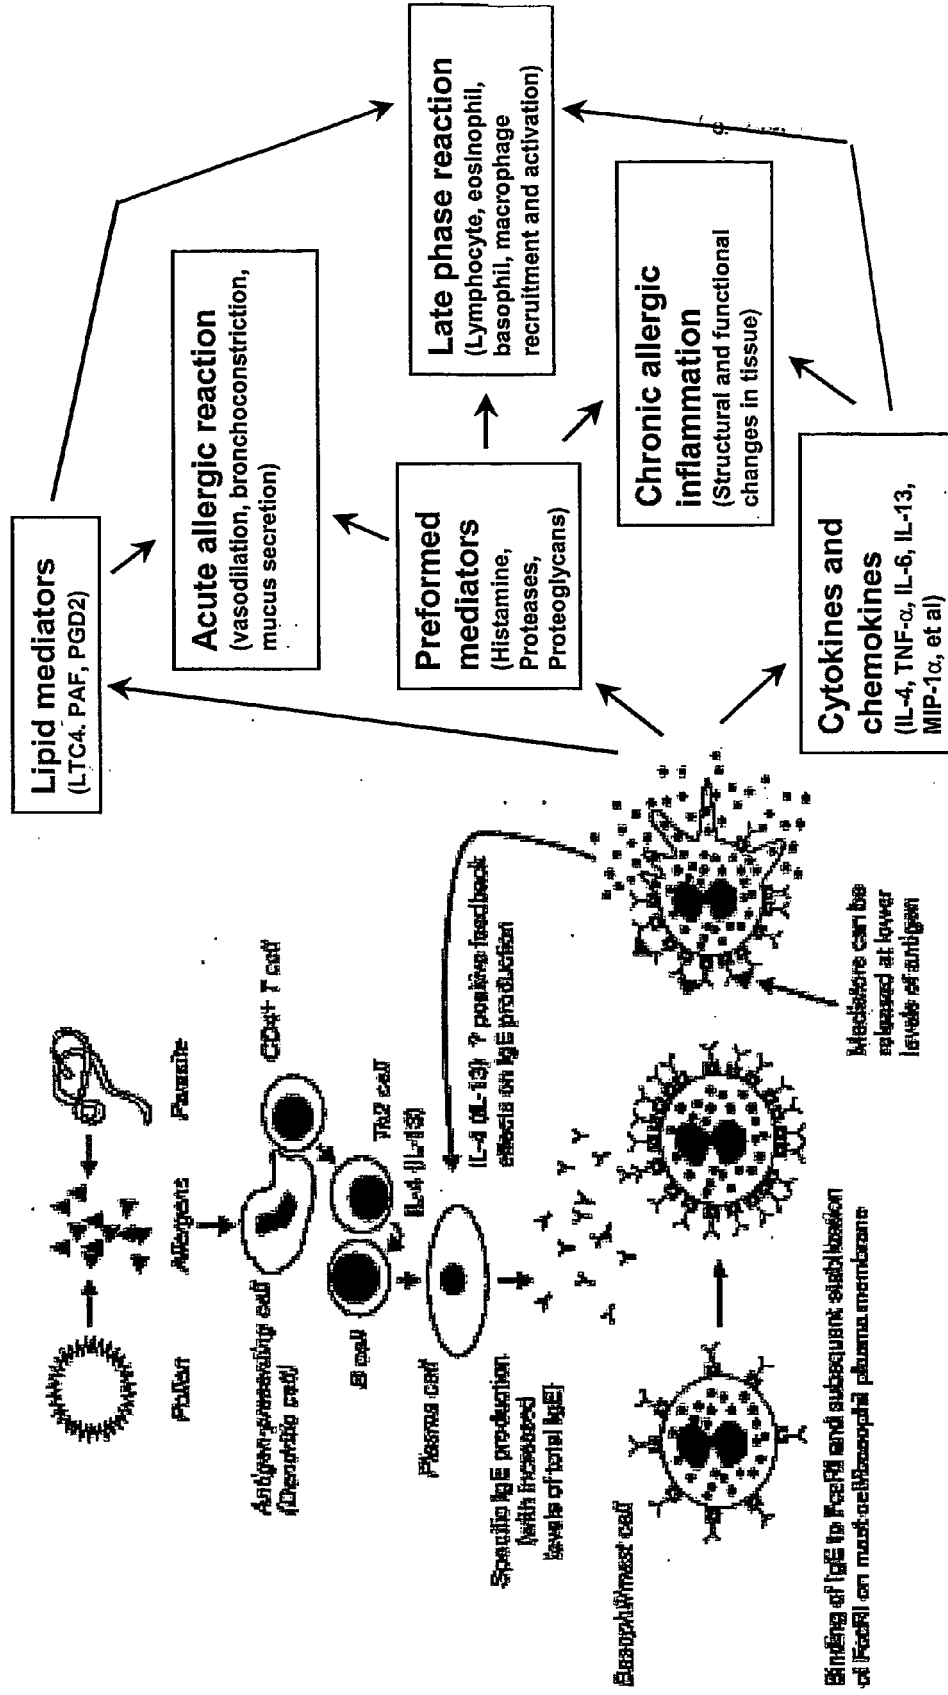 Pollen
Allergens
Parasite
Antigen-presenting cell
(Dendritic cell)
CD4+ T cell
B cell
Th2 cell
IL-4 (IL-13)
Plasma cell
IL-4 (IL-13) ? positive feedback
effects on IgE production
Specific IgE production
(with increased
levels of total IgE)
Basophil/mast cell
Binding of IgE to FcεRI and subsequent stabilization
of FcεRI on mast cell/basophil plasma membrane
Mediators can be
released at lower
levels of antigen
Lipid mediators
(LTC4. PAF, PGD2)
Acute allergic reaction
(vasodilation, bronchoconstriction,
mucus secretion)
Preformed
mediators
(Histamine,
Proteases,
Proteoglycans)
Late phase reaction
(Lymphocyte, eosinophil,
basophil, macrophage
recruitment and activation)
Chronic allergic
inflammation
(Structural and functional
changes in tissue)
Cytokines and
chemokines
(IL-4, TNF-α, IL-6, IL-13,
MIP-1α, et al)